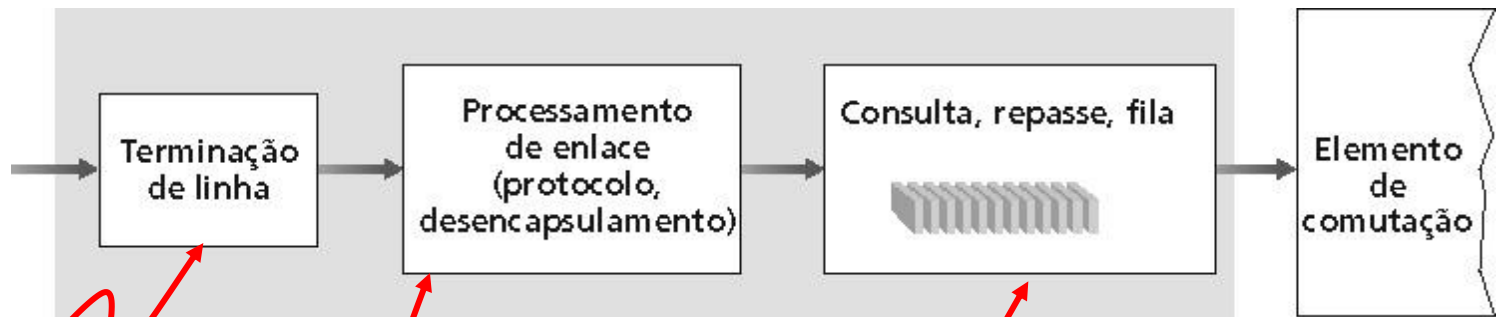 Terminação
de linha
Processamento
de enlace
(protocolo,
desencapsulamento)
Consulta, repasse, fila
Elemento
de
comutação